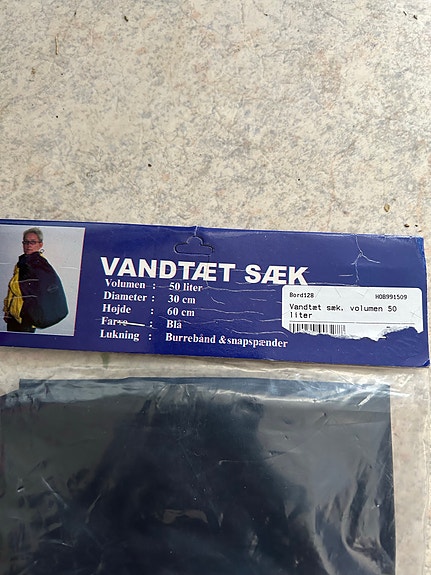 VANDTÆT SÆK
Volumen : 50 liter
Diameter : 30 cm
Højde : 60 cm
Farve : Blå
Lukning : Burrebånd &snapspænder
Bord128 HOB991509
Vandtæt sæk. volumen 50
liter